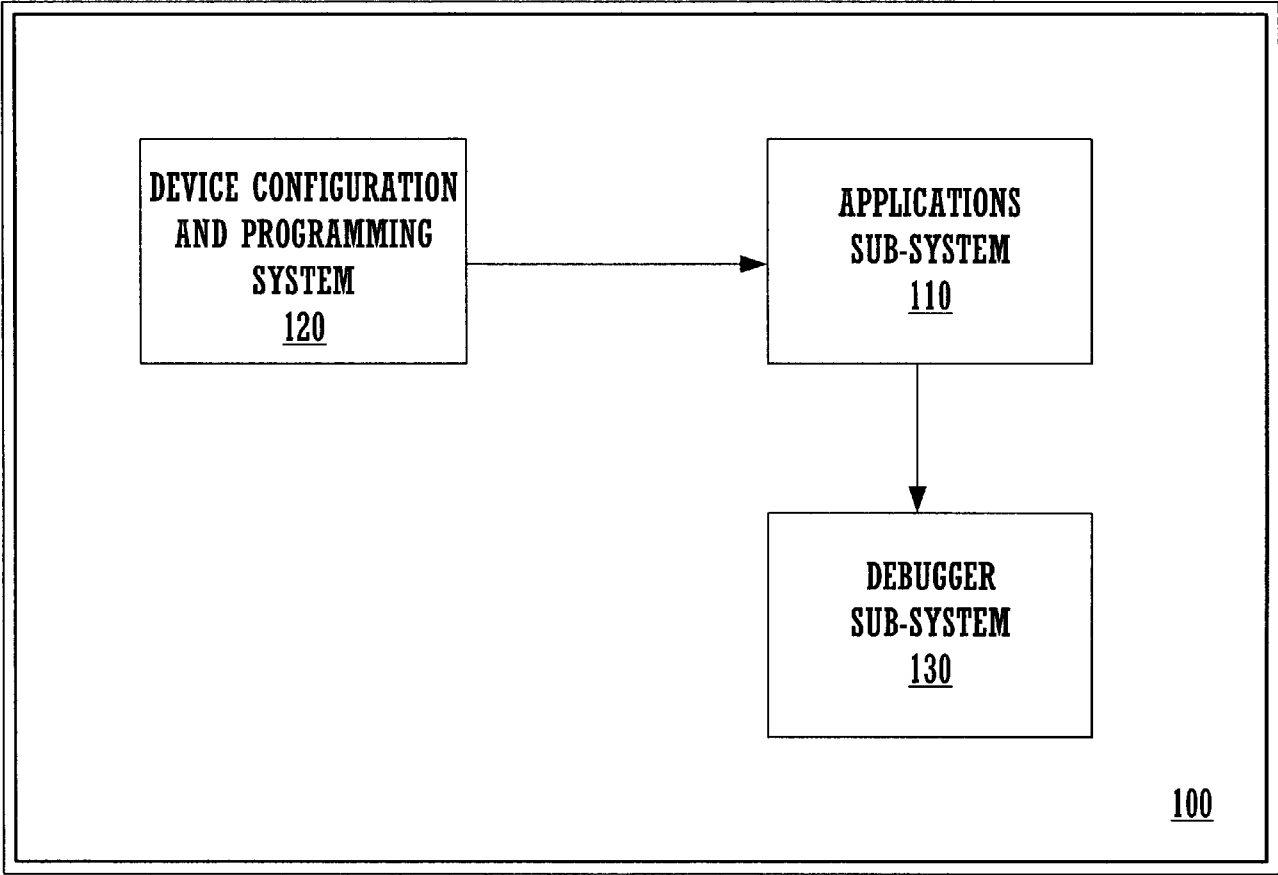 DEVICE CONFIGURATION
AND PROGRAMMING
SYSTEM
120
APPLICATIONS
SUB-SYSTEM
110
DEBUGGER
SUB-SYSTEM
130
100